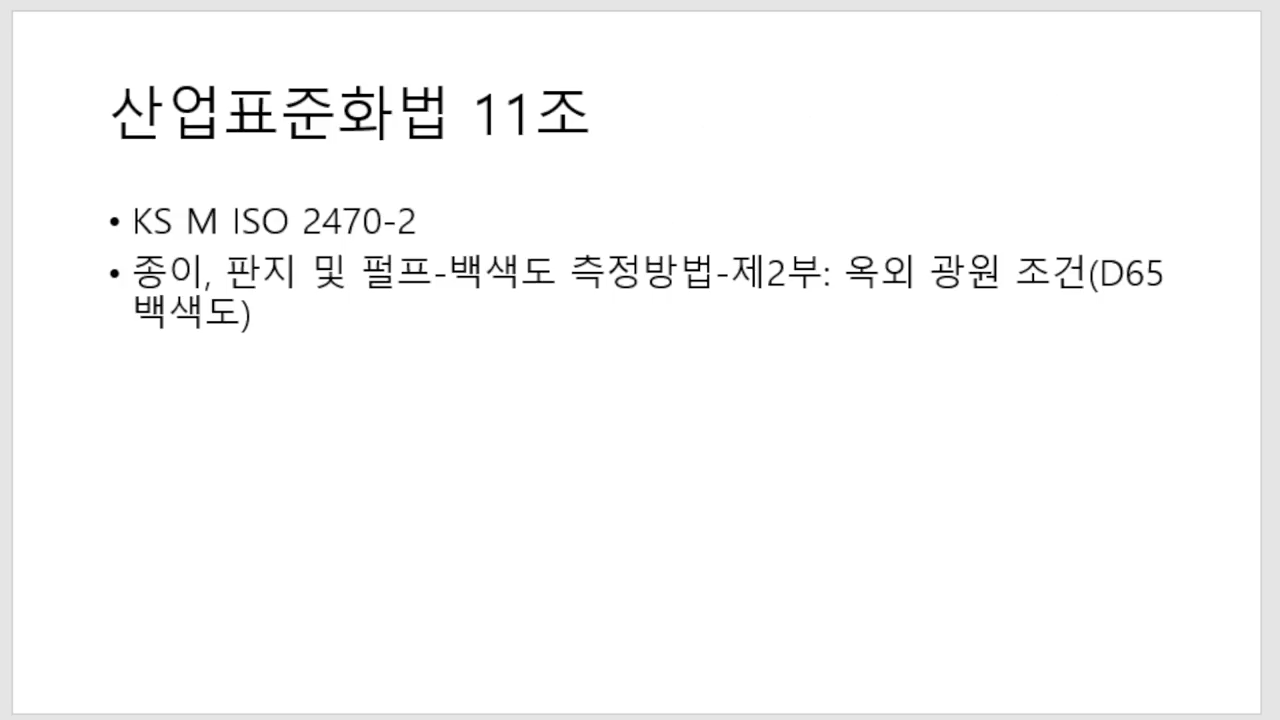 산업표준화법 11조
• KS M ISO 2470-2
• 종이, 판지 및 펄프-백색도 측정방법-제2부: 옥외 광원 조건(D65
백색도)